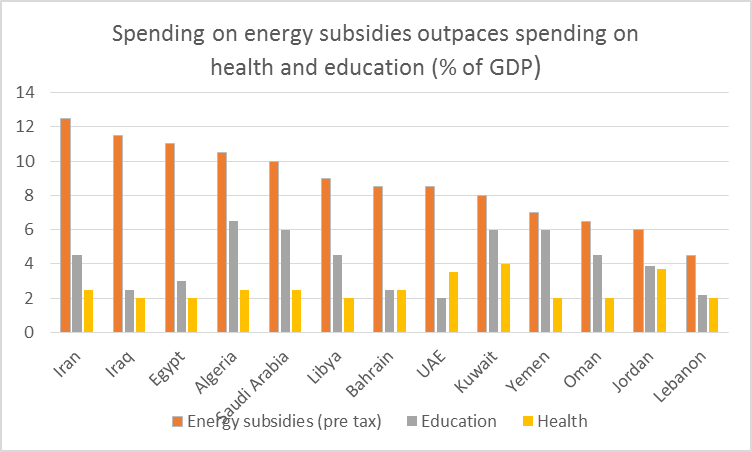 Spending on energy subsidies outpaces spending on
health and education (% of GDP)
14
12
10
8
6
4
2
0
Iran
Iraq
Egypt
Algeria
Saudi Arabia
Libya
Bahrain
UAE
Kuwait
Yemen
Oman
Jordan
Lebanon
Energy subsidies (pre tax) Education Health